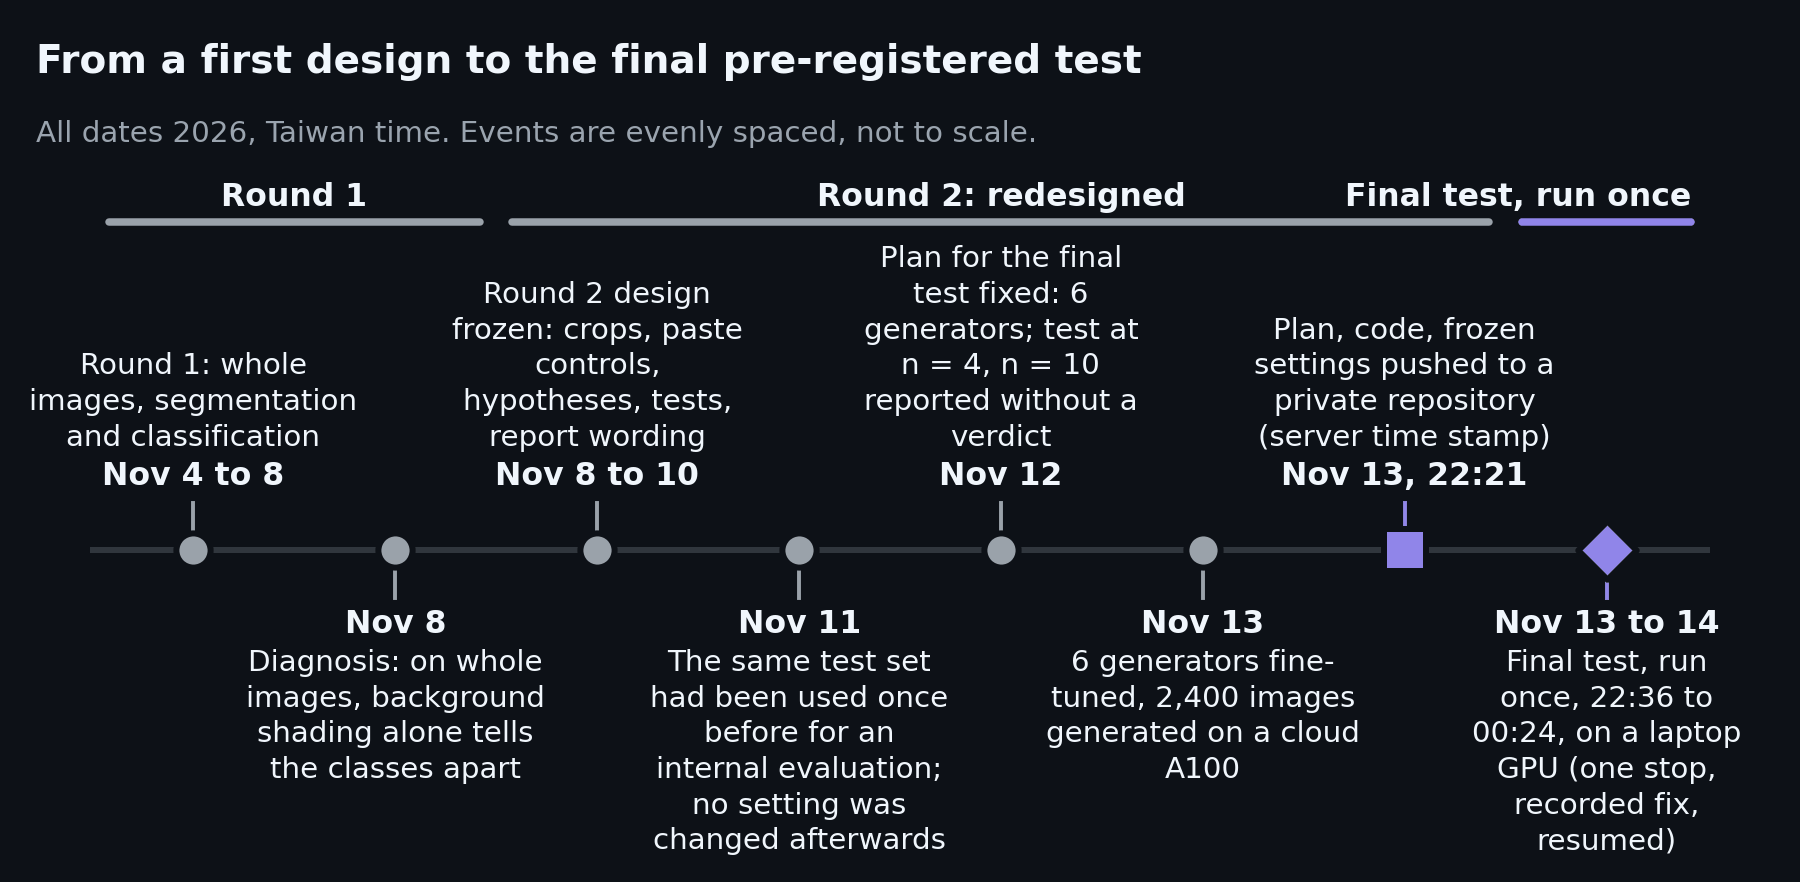 From a first design to the final pre-registered test
All dates 2026, Taiwan time. Events are evenly spaced, not to scale.
Round 1
Round 2: redesigned
Final test, run once
Round 1: whole
images, segmentation
and classification
Nov 4 to 8
Nov 8
Diagnosis: on whole
images, background
shading alone tells
the classes apart
Round 2 design
frozen: crops, paste
controls,
hypotheses, tests,
report wording
Nov 8 to 10
Nov 11
The same test set
had been used once
before for an
internal evaluation;
no setting was
changed afterwards
Plan for the final
test fixed: 6
generators; test at
n = 4, n = 10
reported without a
verdict
Nov 12
Nov 13
6 generators fine-
tuned, 2,400 images
generated on a cloud
A100
Plan, code, frozen
settings pushed to a
private repository
(server time stamp)
Nov 13, 22:21
Nov 13 to 14
Final test, run
once, 22:36 to
00:24, on a laptop
GPU (one stop,
recorded fix,
resumed)